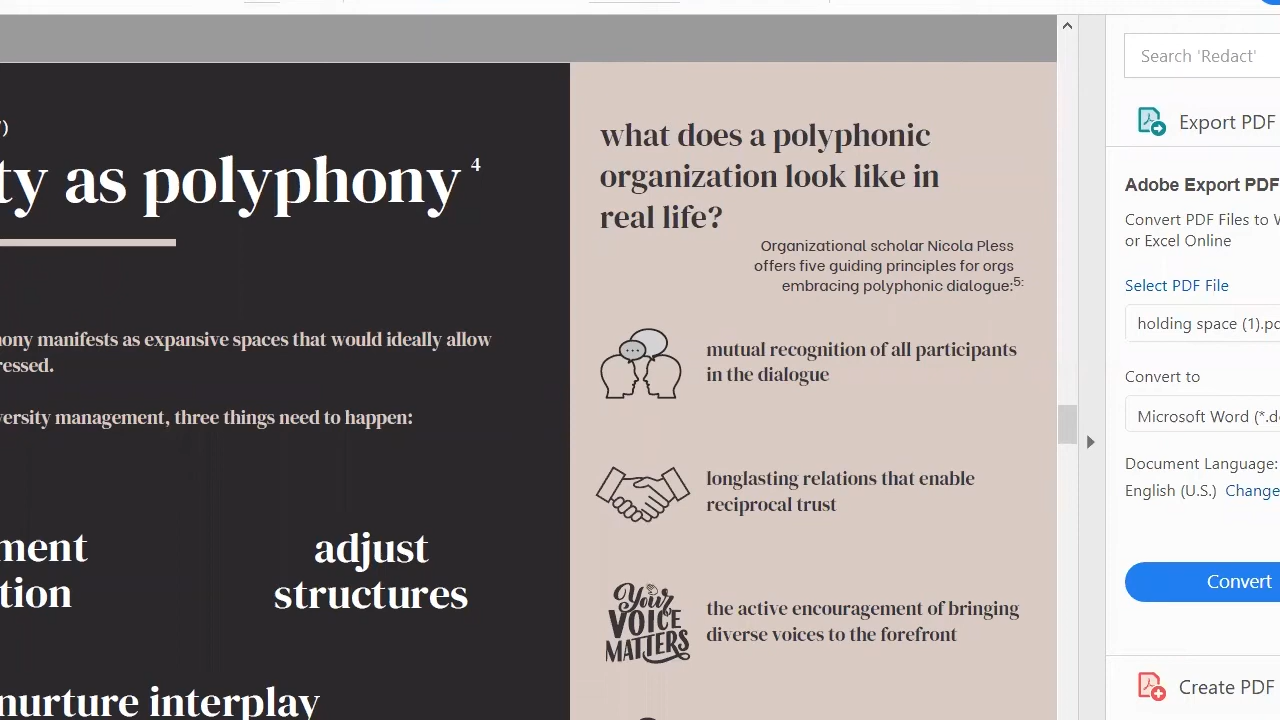 )
ty as polyphony 4
ony manifests as expansive spaces that would ideally allow
ressed.
versity management, three things need to happen:
ment
tion
adjust
structures
nurture interplay
what does a polyphonic
organization look like in
real life?
Organizational scholar Nicola Pless
offers five guiding principles for orgs
embracing polyphonic dialogue:5:
mutual recognition of all participants
in the dialogue
longlasting relations that enable
reciprocal trust
Your
VOICE
MATTERS
the active encouragement of bringing
diverse voices to the forefront
Search 'Redact'
Export PDF
Adobe Export PDF
Convert PDF Files to W
or Excel Online
Select PDF File
holding space (1).pd
Convert to
Microsoft Word (*.do
Document Language:
English (U.S.) Change
Convert
Create PDF